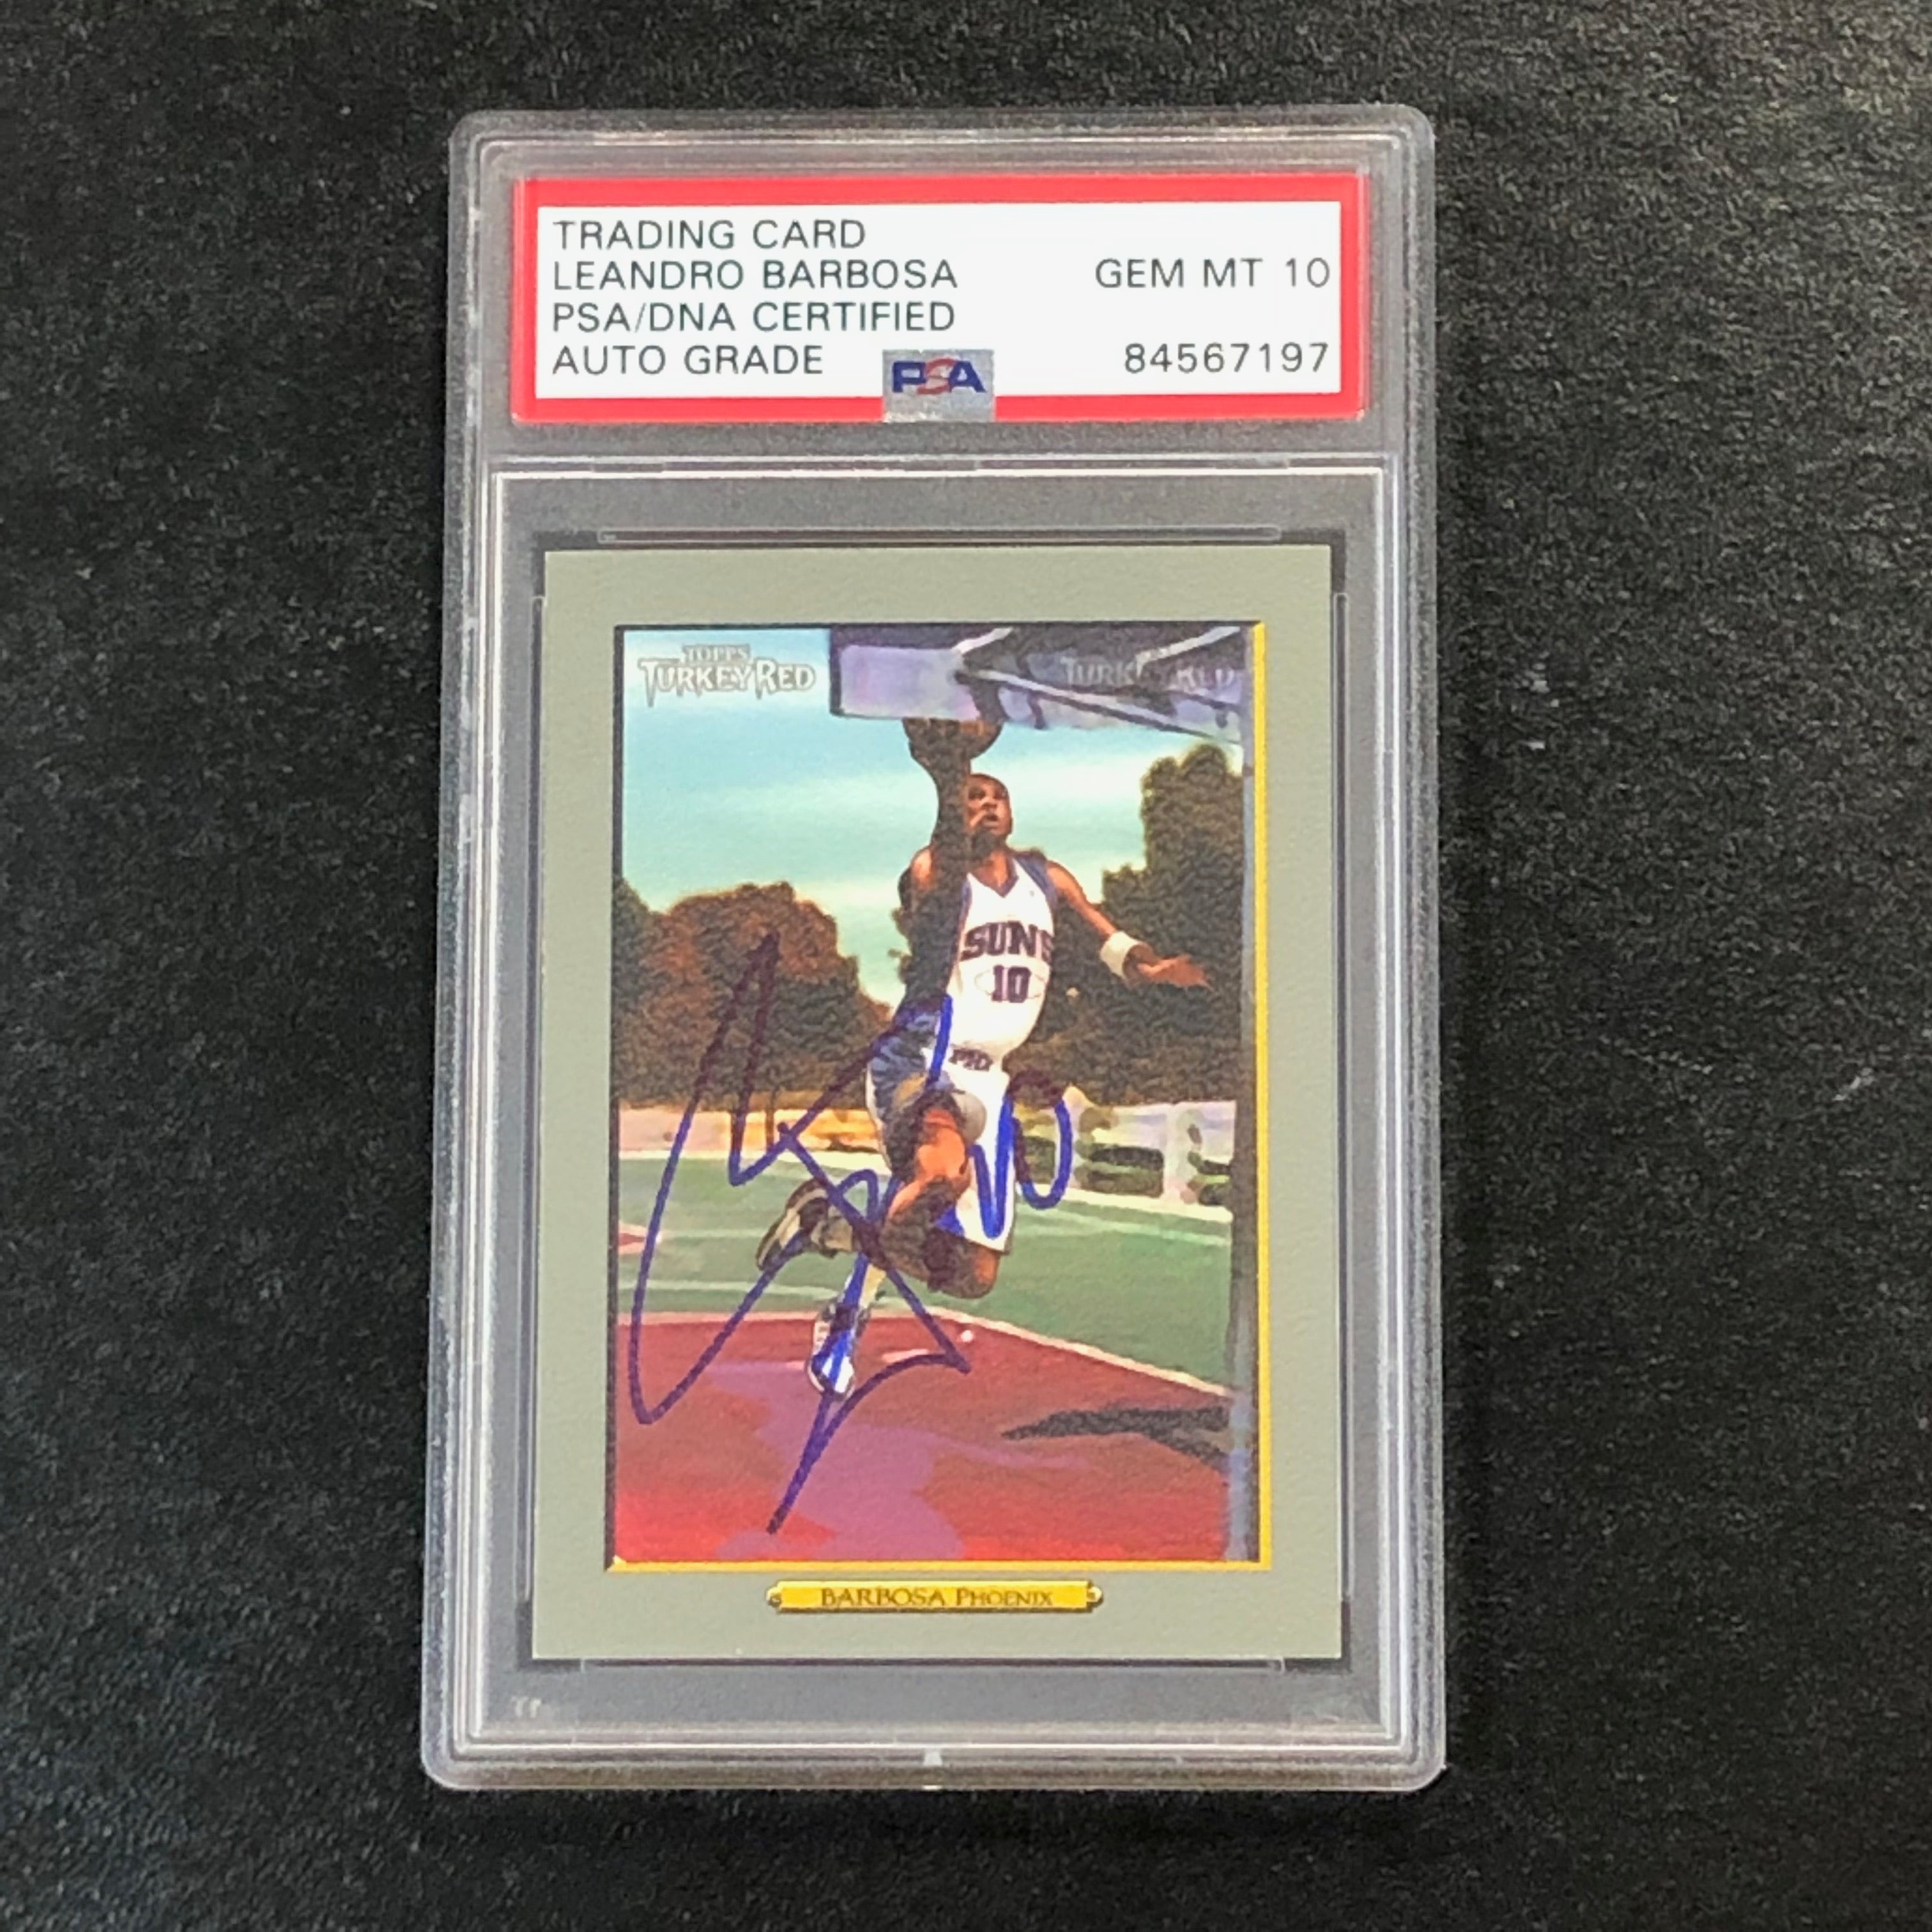 TRADING CARD
LEANDRO BARBOSA
GEM MT 10
PSA/DNA CERTIFIED
AUTO GRADE
PSA
84567197
TOPPS
TURKEY RED
TURKEY RED
SUNS
10
PHX
10
BARBOSA PHOENIX